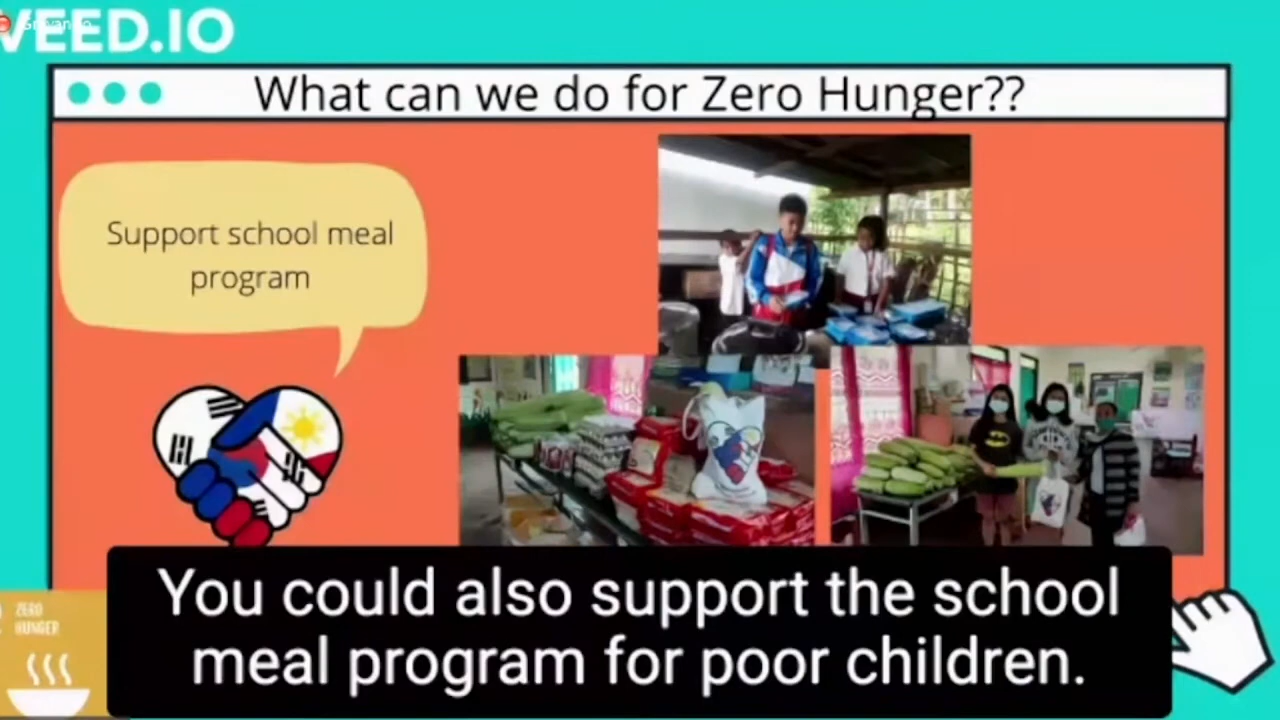 VEED.IO
What can we do for Zero Hunger??
Support school meal
program
ZERO
HUNGER
You could also support the school
meal program for poor children.